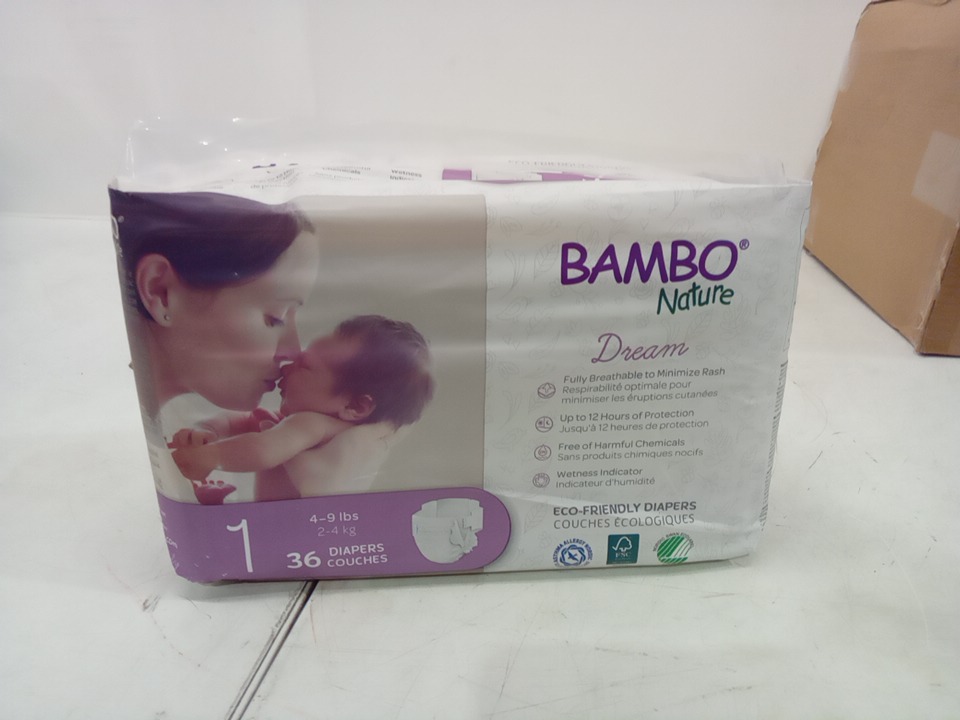 BAMBO®
Nature
Dream
Fully Breathable to Minimize Rash
Respirabilité optimale pour
minimiser les éruptions cutanées
Up to 12 Hours of Protection
Jusqu'à 12 heures de protection
Free of Harmful Chemicals
Sans produits chimiques nocifs
Wetness Indicator
Indicateur d'humidité
ECO-FRIENDLY DIAPERS
COUCHES ÉCOLOGIQUES
FSC
1
4–9 lbs
2-4 kg
36 DIAPERS
COUCHES